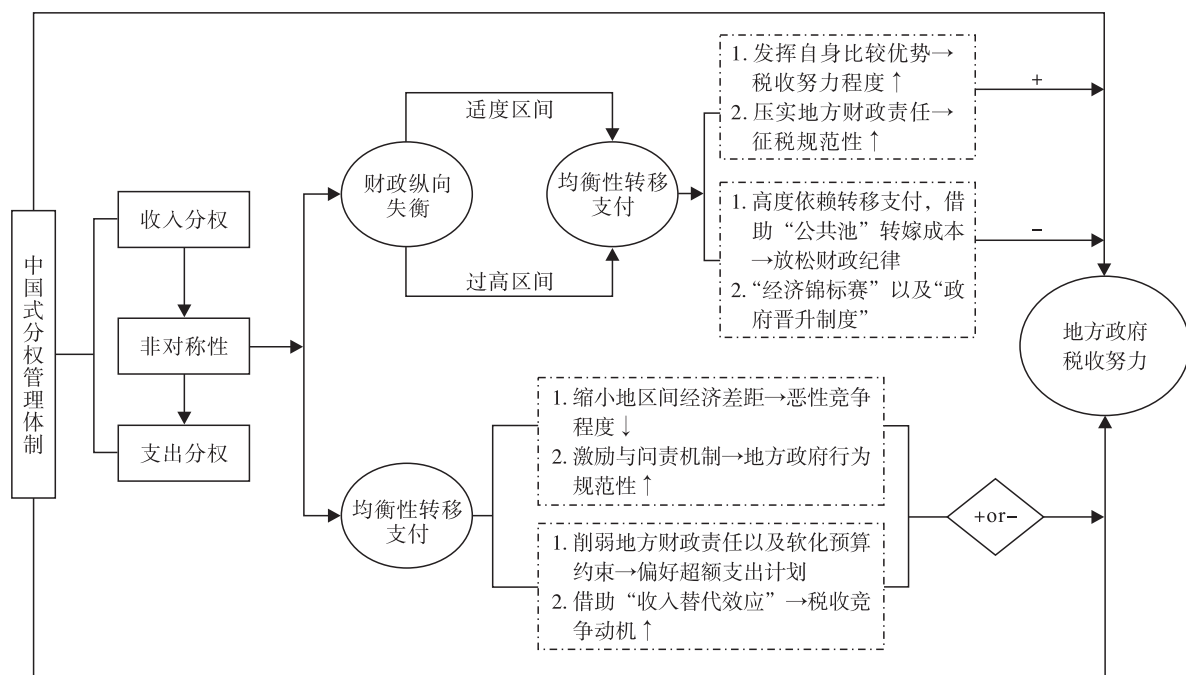 中国式分权管理体制
收入分权
非对称性
支出分权
财政纵向
失衡
适度区间
过高区间
均衡性转移
支付
1. 发挥自身比较优势→
税收努力程度↑
2. 压实地方财政责任→
征税规范性↑
+
1. 高度依赖转移支付，借
助“公共池”转嫁成本
→放松财政纪律
2.“经济锦标赛”以及“政
府晋升制度”
−
均衡性转移
支付
1. 缩小地区间经济差距→恶性竞争
程度↓
2. 激励与问责机制→地方政府行为
规范性↑
1. 削弱地方财政责任以及软化预算
约束→偏好超额支出计划
2. 借助“收入替代效应”→税收竞
争动机↑
+or−
地方政府
税收努力